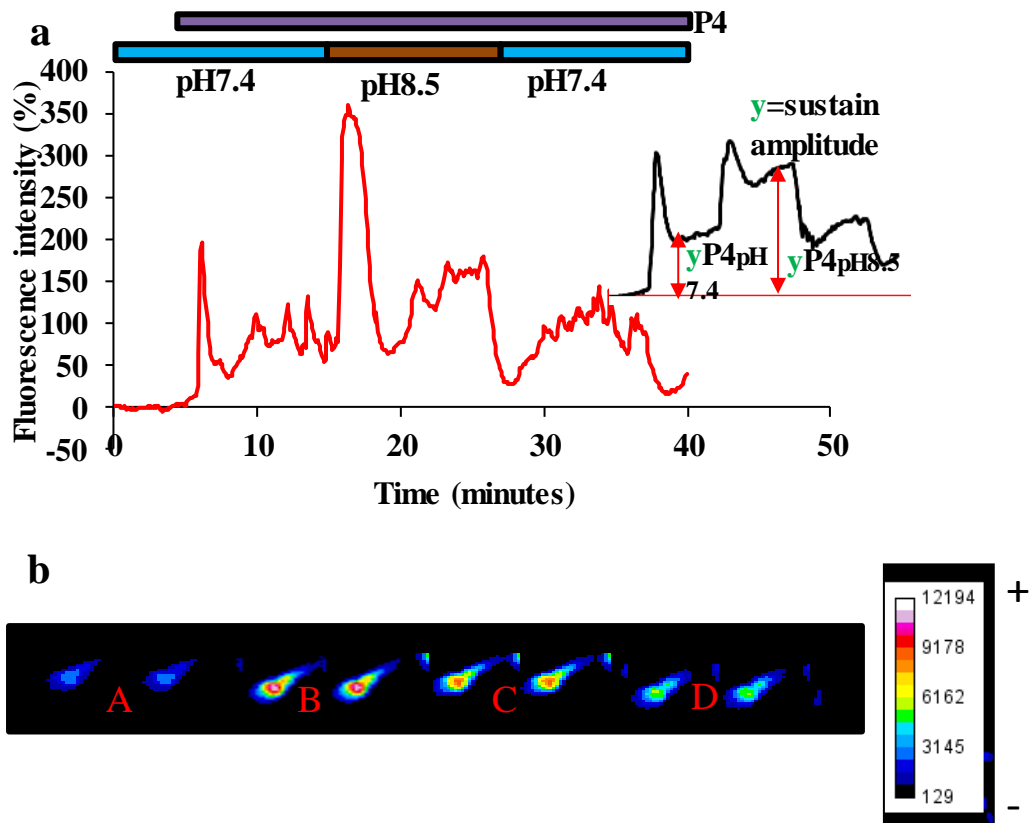 P4
a
pH7.4
pH8.5
pH7.4
400
350
300
250
200
150
100
50
0
-50
Fluorescence intensity (%)
0
10
20
30
40
50
Time (minutes)
y=sustain
amplitude
yP4pH
7.4
yP4pH8.5
b
A
B
C
D
12194
9178
6162
3145
129
+
-